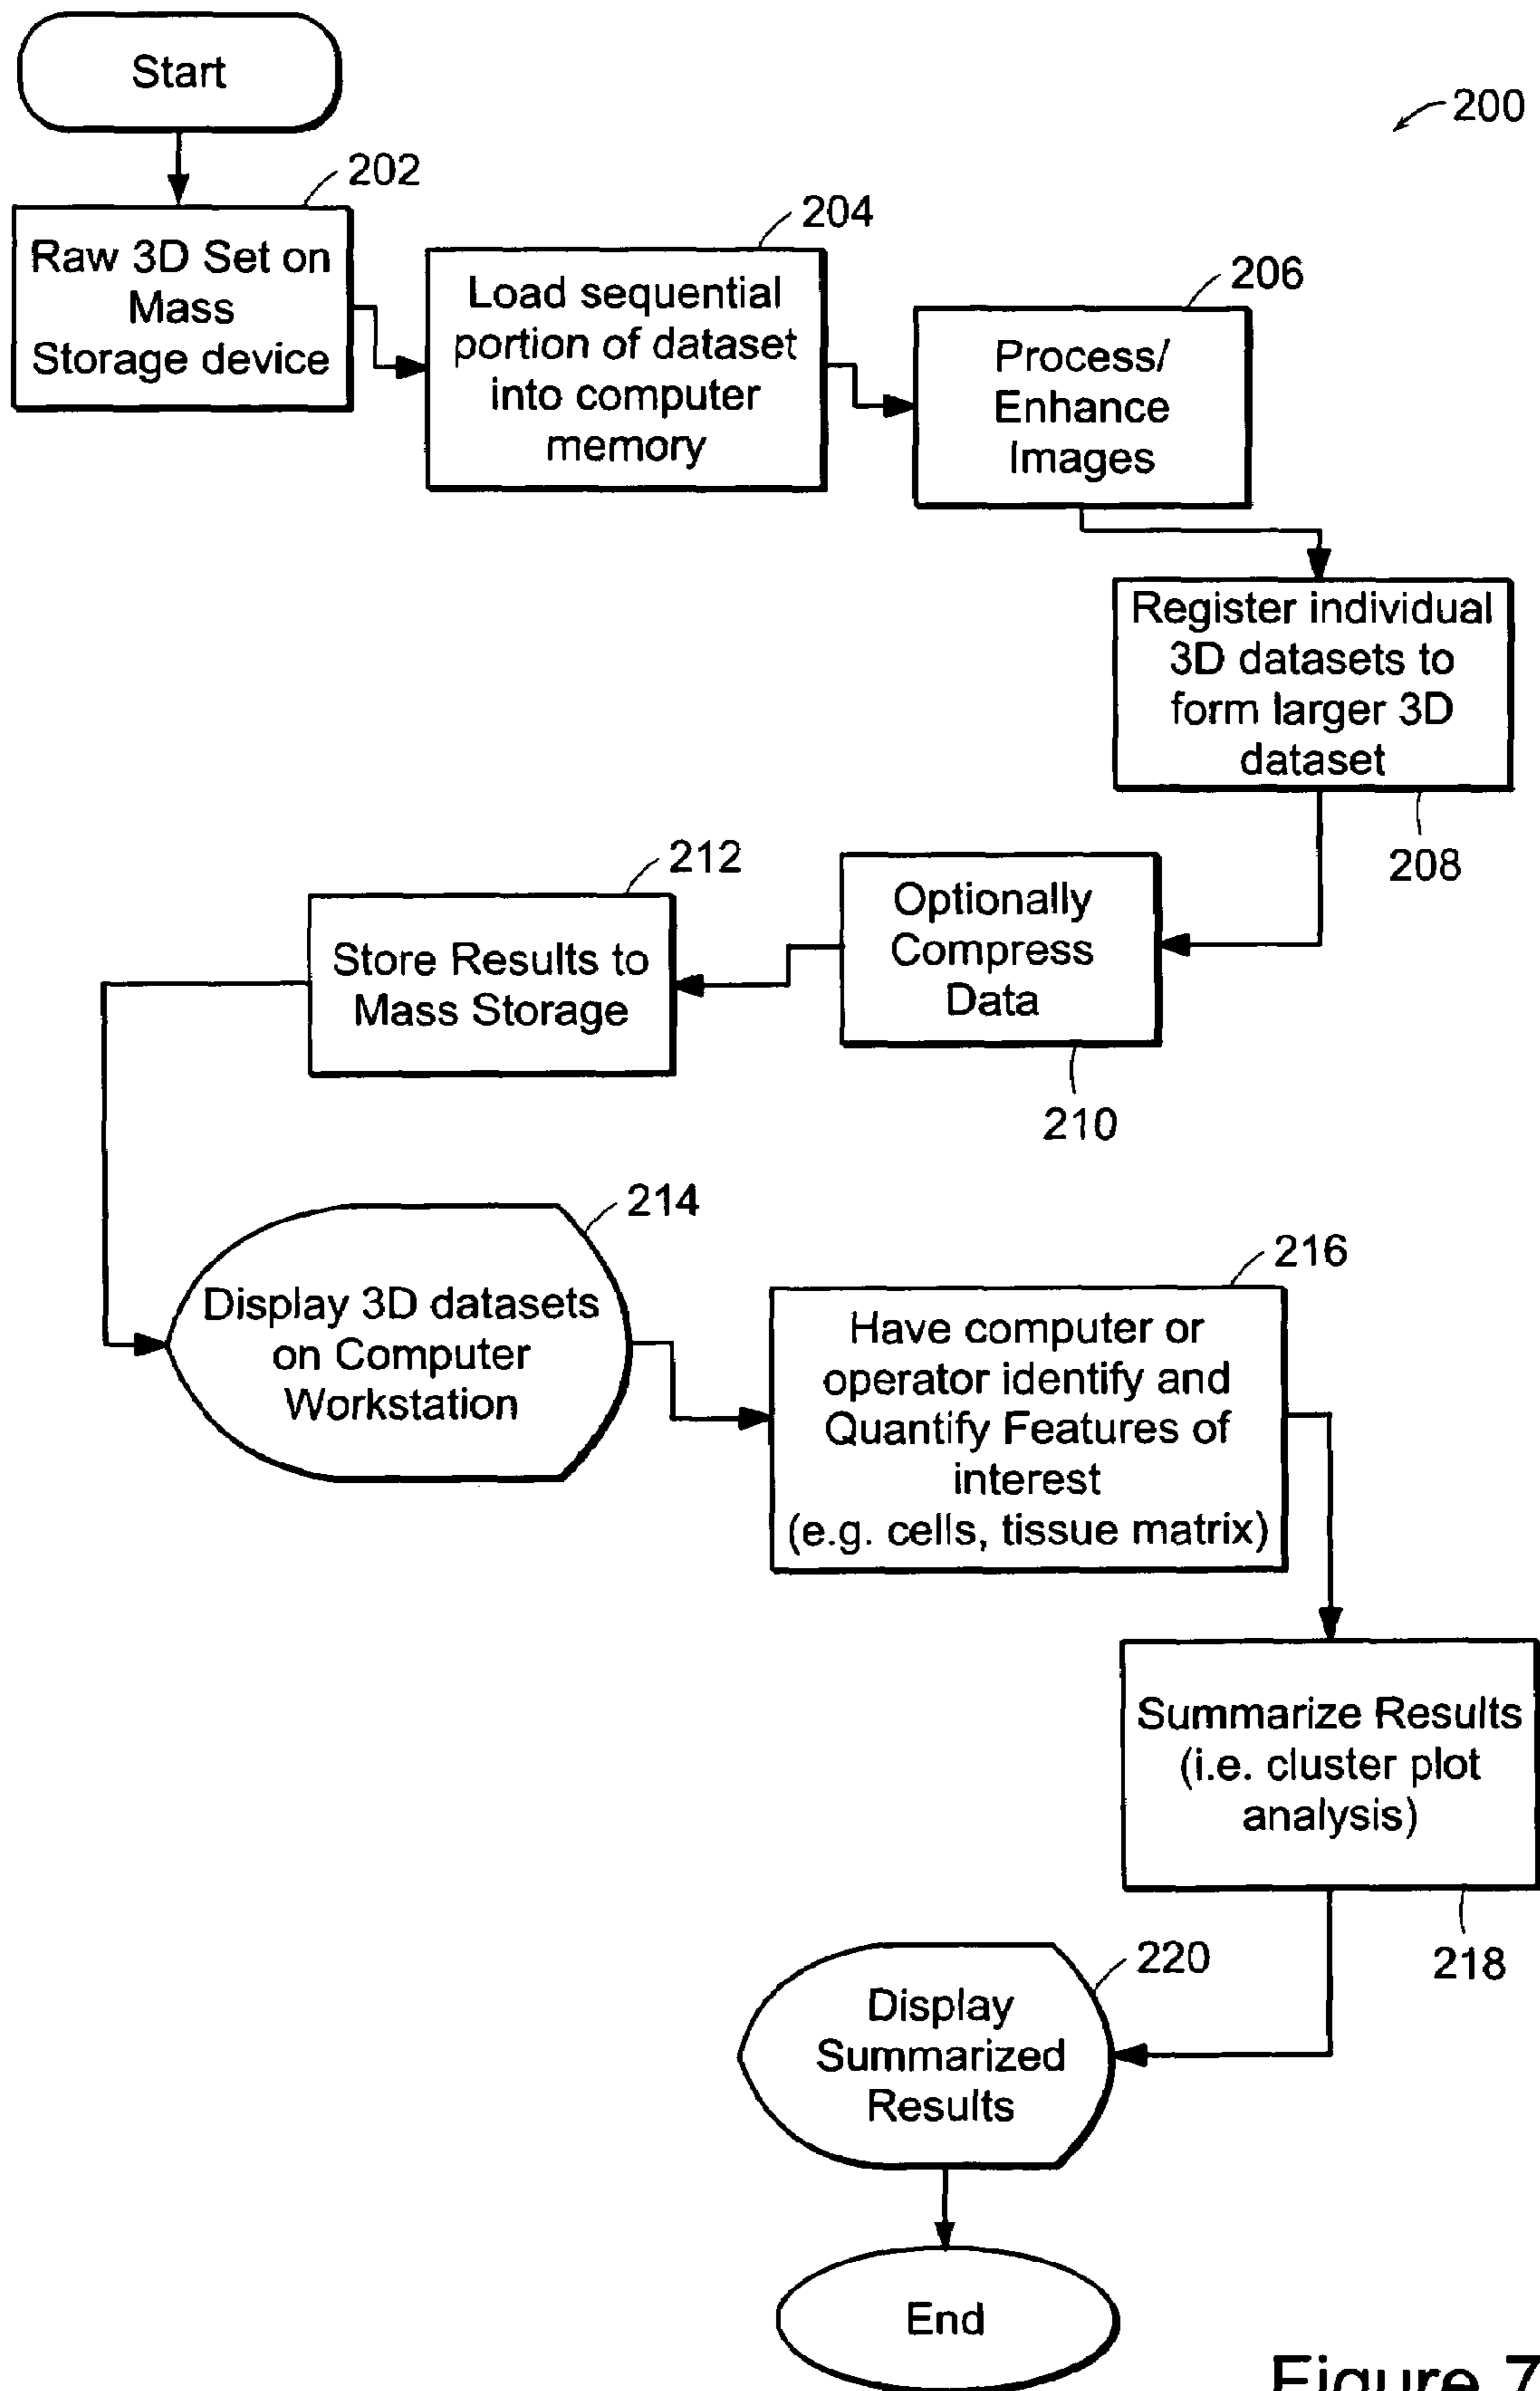 Start
200
202
Raw 3D Set on
Mass
Storage device
204
Load sequential
portion of dataset
into computer
memory
206
Process/
Enhance
Images
Register individual
3D datasets to
form larger 3D
dataset
208
212
Store Results to
Mass Storage
Optionally
Compress
Data
210
214
Display 3D datasets
on Computer
Workstation
216
Have computer or
operator identify and
Quantify Features of
interest
(e.g. cells, tissue matrix)
Summarize Results
(i.e. cluster plot
analysis)
218
220
Display
Summarized
Results
End
Figure 7